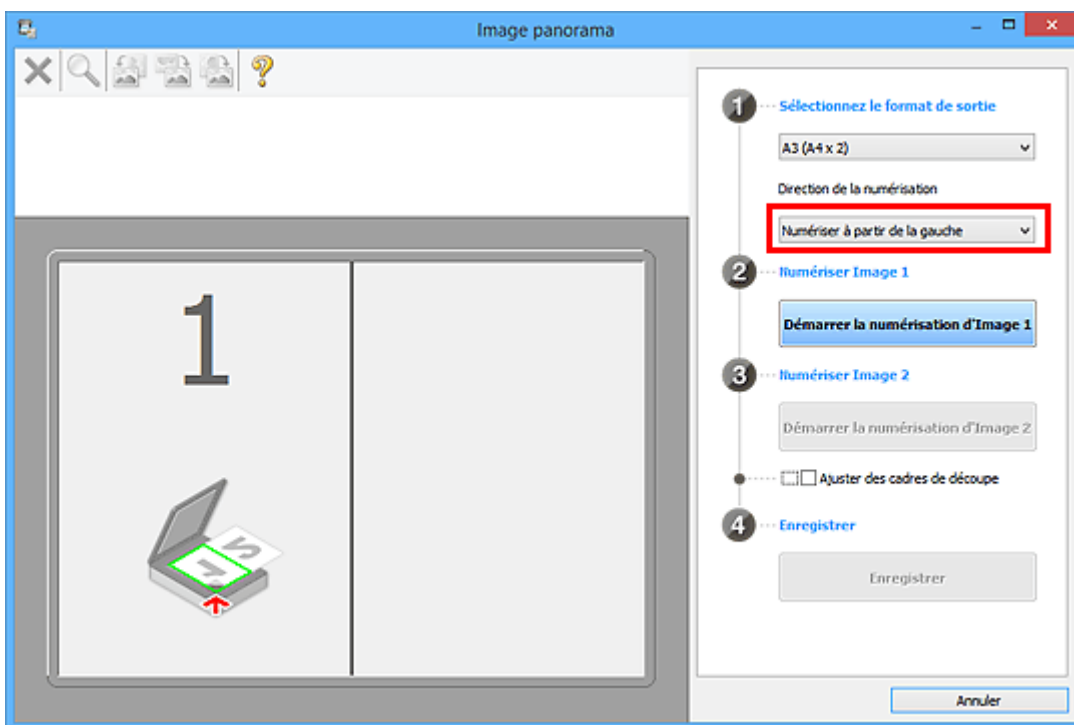 Image panorama
1 Sélectionnez le format de sortie
A3 (A4 x 2)
Direction de la numérisation
Numériser à partir de la gauche
2 Numériser Image 1
Démarrer la numérisation d'Image 1
3 Numériser Image 2
Démarrer la numérisation d'Image 2
Ajuster des cadres de découpe
4 Enregistrer
Enregistrer
Annuler
1